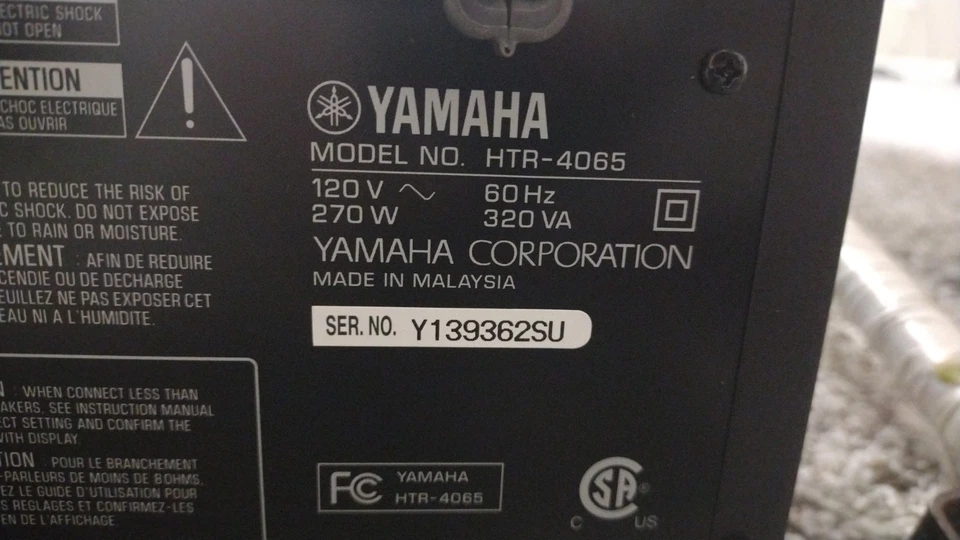 ECTRIC SHOCK
NOT OPEN
ENTION
CHOC ELECTRIQUE
AS OUVRIR
YAMAHA
MODEL NO. HTR-4065
120 V 60 Hz
270 W 320 VA
YAMAHA CORPORATION
MADE IN MALAYSIA
SER. NO. Y139362SU
TO REDUCE THE RISK OF
C SHOCK. DO NOT EXPOSE
E TO RAIN OR MOISTURE.
EMENT : AFIN DE REDUIRE
CENDIE OU DE DECHARGE
EUILLEZ NE PAS EXPOSER CET
EAU NI A L'HUMIDITE.
N : WHEN CONNECT LESS THAN
AKERS, SEE INSTRUCTION MANUAL
ECT SETTING AND CONFIRM THE
WITH DISPLAY.
TION : POUR LE BRANCHEMENT
-PARLEURS DE MOINS DE 8OHMS,
EZ LE GUIDE D'UTILISATION POUR
S REGLAGES ET CONFIRMEZ-LES
EN DE L'AFFICHAGE.
FC YAMAHA
HTR-4065
SA ®
C US